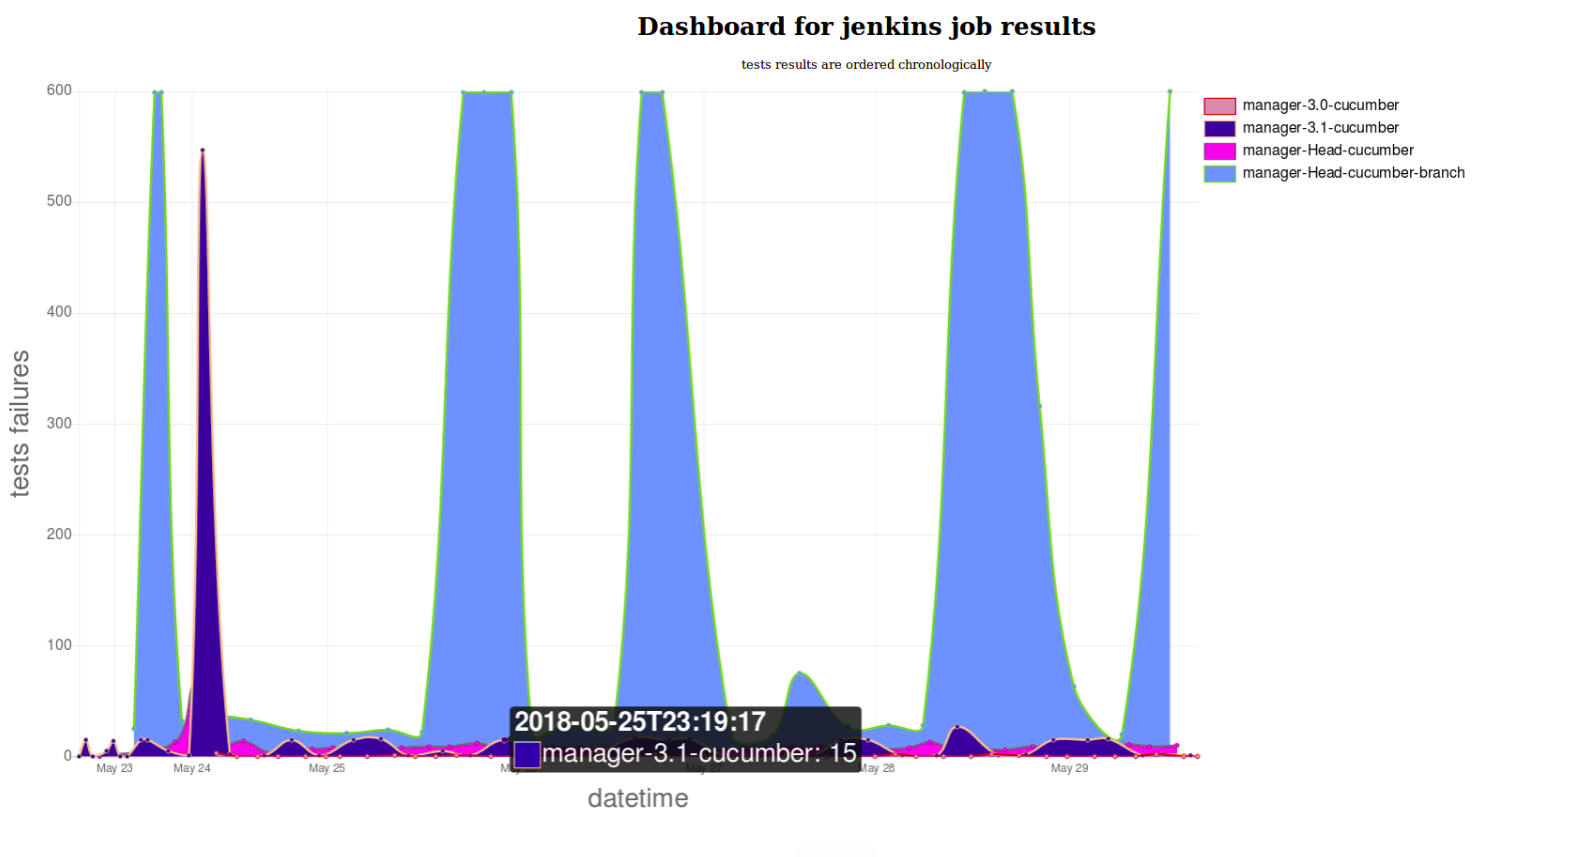 Dashboard for jenkins job results
tests results are ordered chronologically
manager-3.0-cucumber
manager-3.1-cucumber
manager-Head-cucumber
manager-Head-cucumber-branch
tests failures
600
500
400
300
200
100
0
2018-05-25T23:19:17
manager-3.1-cucumber: 15
May 23
May 24
May 25
May 27
May 28
May 29
datetime